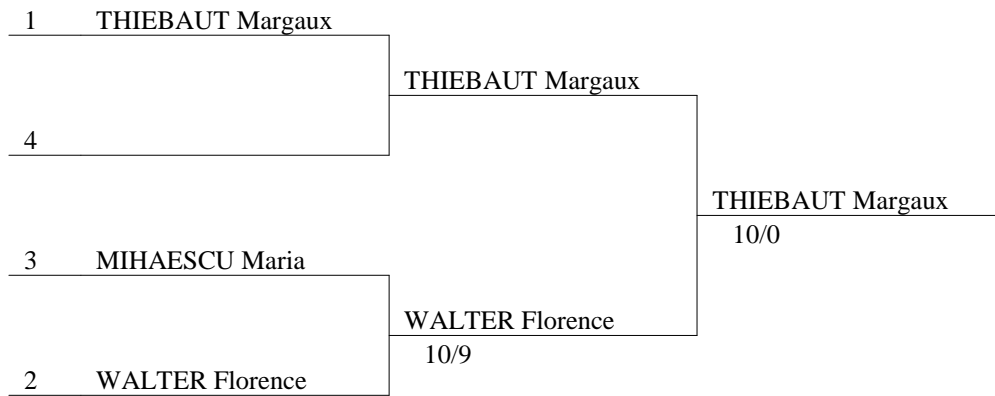 1 THIEBAUT Margaux
THIEBAUT Margaux
4
THIEBAUT Margaux
10/0
3 MIHAESCU Maria
WALTER Florence
10/9
2 WALTER Florence